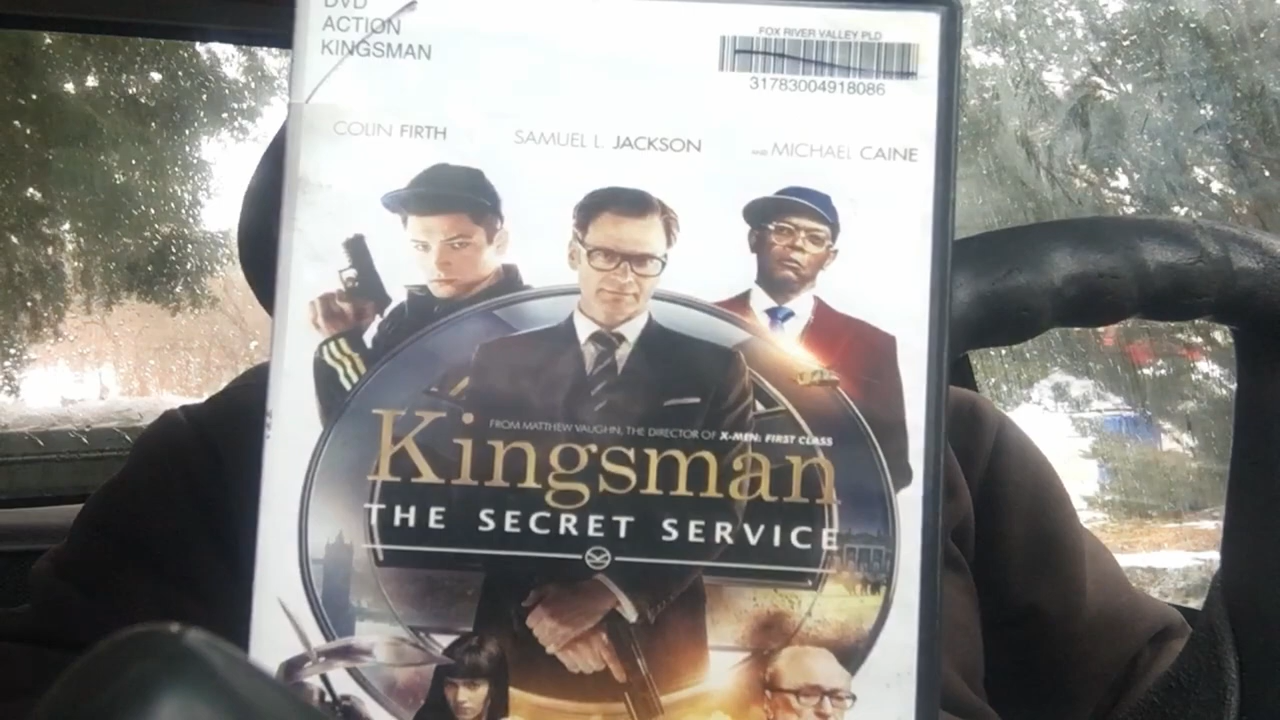 DVD
ACTION
KINGSMAN
FOX RIVER VALLEY PLD
31783004918086
COLIN FIRTH
SAMUEL L. JACKSON
AND MICHAEL CAINE
FROM MATTHEW VAUGHN, THE DIRECTOR OF X-MEN: FIRST CLASS
Kingsman
THE SECRET SERVICE